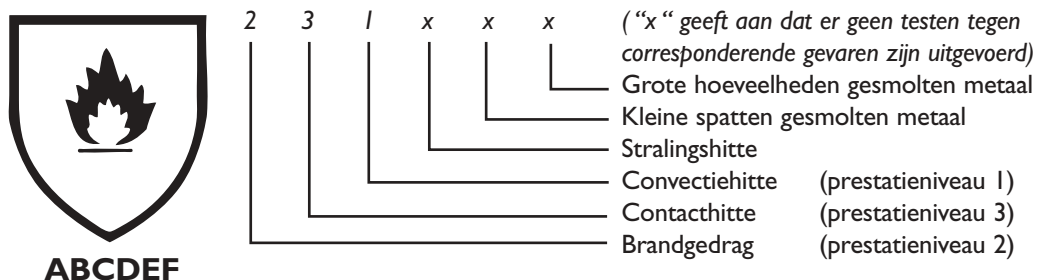 2 3 1 x x x (“x“ geeft aan dat er geen testen tegen
corresponderende gevaren zijn uitgevoerd)
Grote hoeveelheden gesmolten metaal
Kleine spatten gesmolten metaal
Stralingshitte
Convectiehitte (prestatieniveau 1)
Contacthitte (prestatieniveau 3)
Brandgedrag (prestatieniveau 2)
ABCDEF